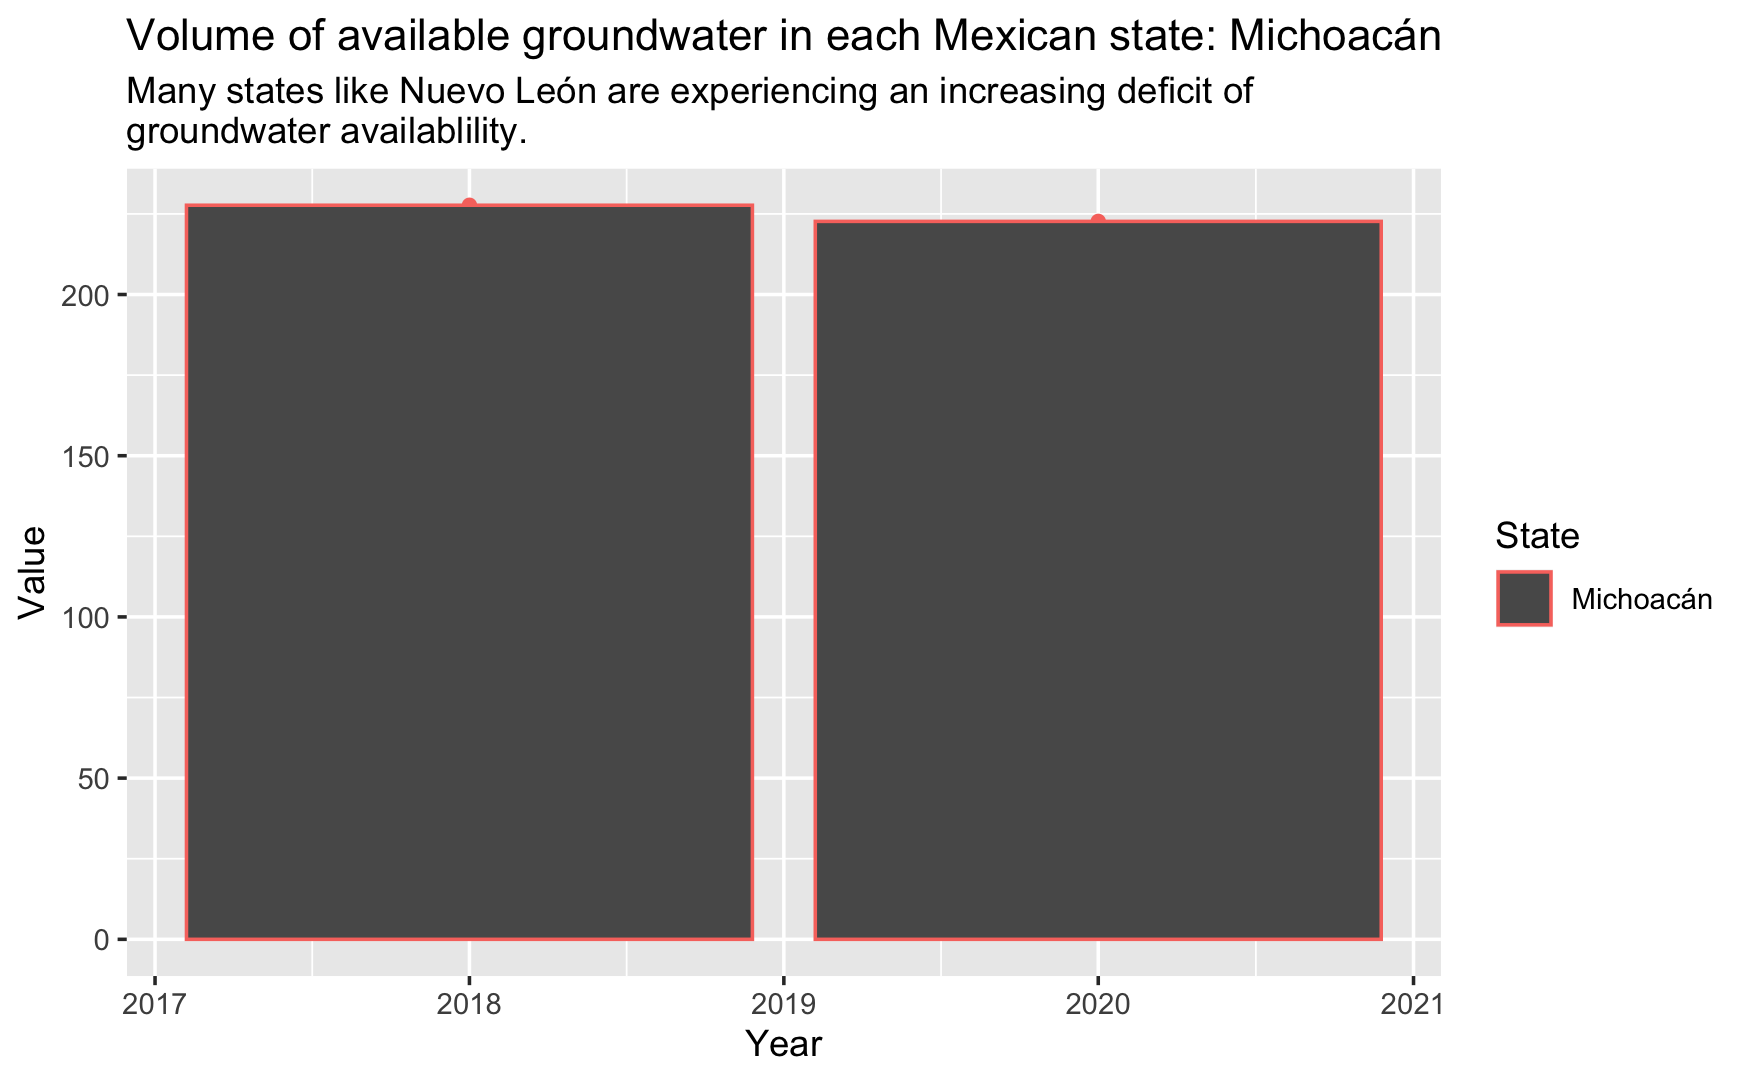 Volume of available groundwater in each Mexican state: Michoacán
Many states like Nuevo León are experiencing an increasing deficit of
groundwater availablility.
200
150
100
50
0
Value
2017 2018 2019 2020 2021
Year
State
Michoacán